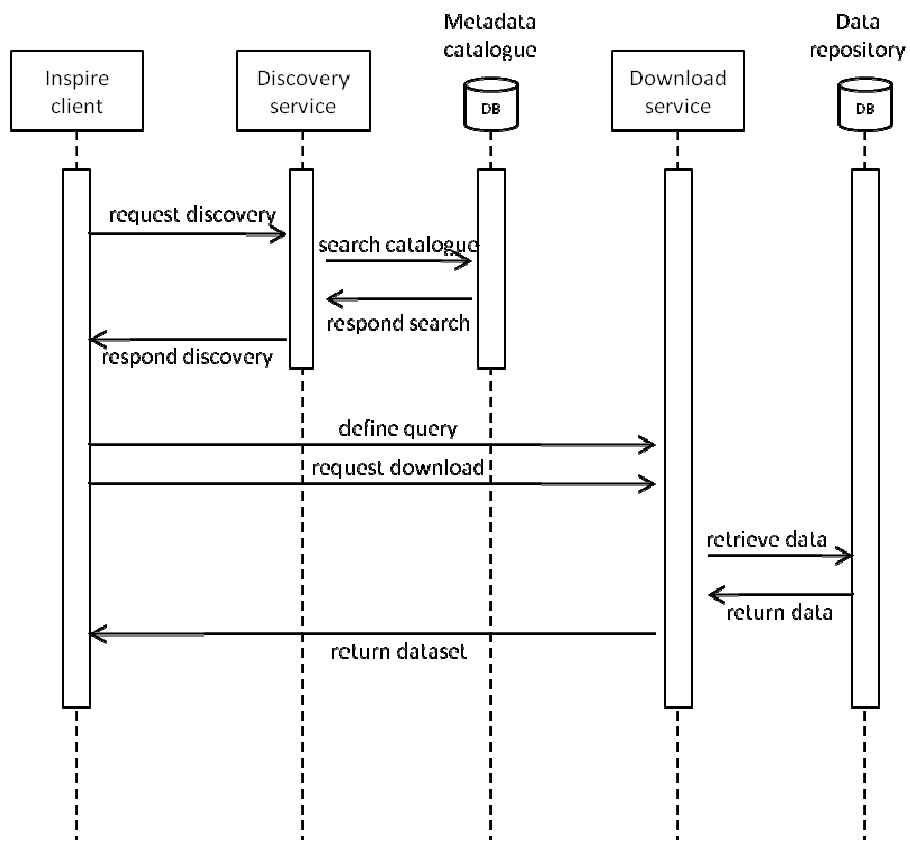 Metadata
catalogue
Data
repository
Inspire
client
Discovery
service
DB
Download
service
DB
request discovery
search catalogue
respond search
respond discovery
define query
request download
retrieve data
return data
return dataset